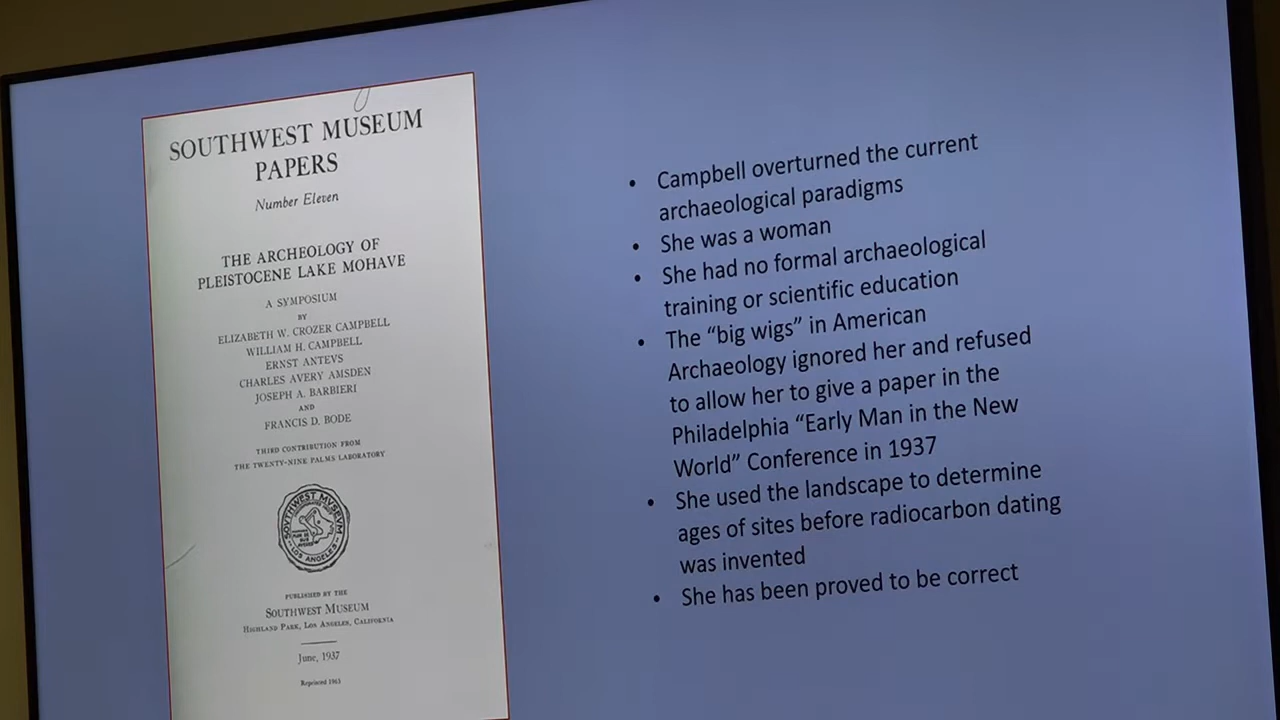 SOUTHWEST MUSEUM
PAPERS
Number Eleven
THE ARCHEOLOGY OF
PLEISTOCENE LAKE MOHAVE
A SYMPOSIUM
BY
ELIZABETH W. CROZER CAMPBELL
WILLIAM H. CAMPBELL
ERNST ANTEVS
CHARLES AVERY AMSDEN
JOSEPH A. BARBIERI
AND
FRANCIS D. BODE
THIRD CONTRIBUTION FROM
THE TWENTY-NINE PALMS LABORATORY
SOUTHWEST MUSEUM
LOS ANGELES
PUBLISHED BY THE
SOUTHWEST MUSEUM
HIGHLAND PARK, LOS ANGELES, CALIFORNIA
June, 1937
Reprinted 1963
• Campbell overturned the current
archaeological paradigms
• She was a woman
• She had no formal archaeological
training or scientific education
• The “big wigs” in American
Archaeology ignored her and refused
to allow her to give a paper in the
Philadelphia “Early Man in the New
World” Conference in 1937
• She used the landscape to determine
ages of sites before radiocarbon dating
was invented
• She has been proved to be correct